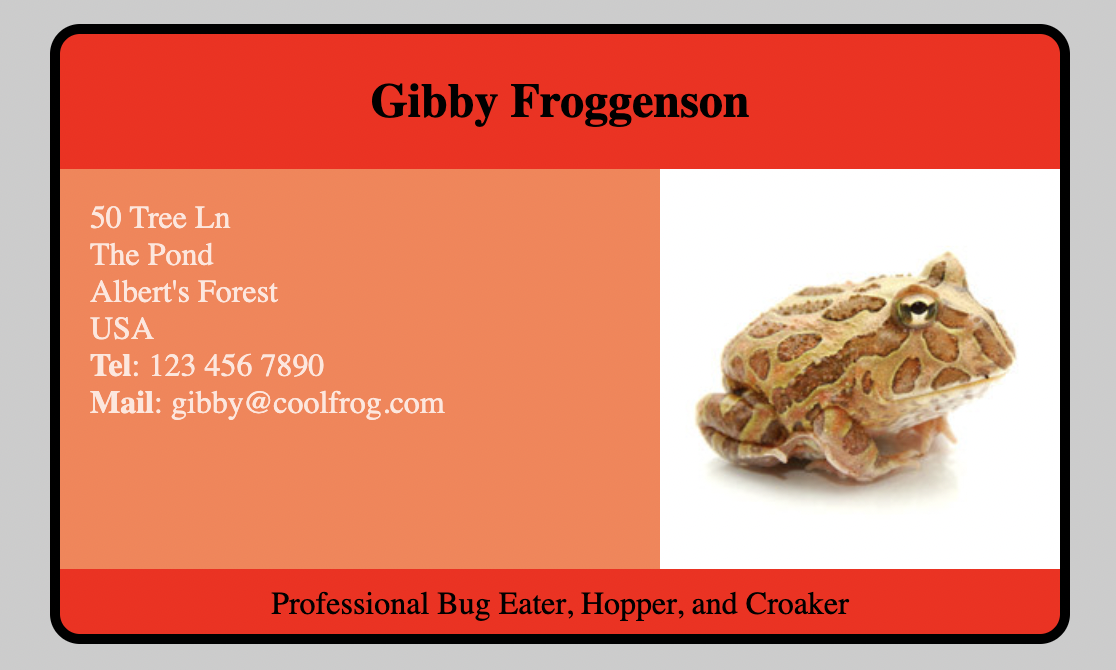 Gibby Froggenson
50 Tree Ln
The Pond
Albert's Forest
USA
Tel: 123 456 7890
Mail: gibby@coolfrog.com
Professional Bug Eater, Hopper, and Croaker